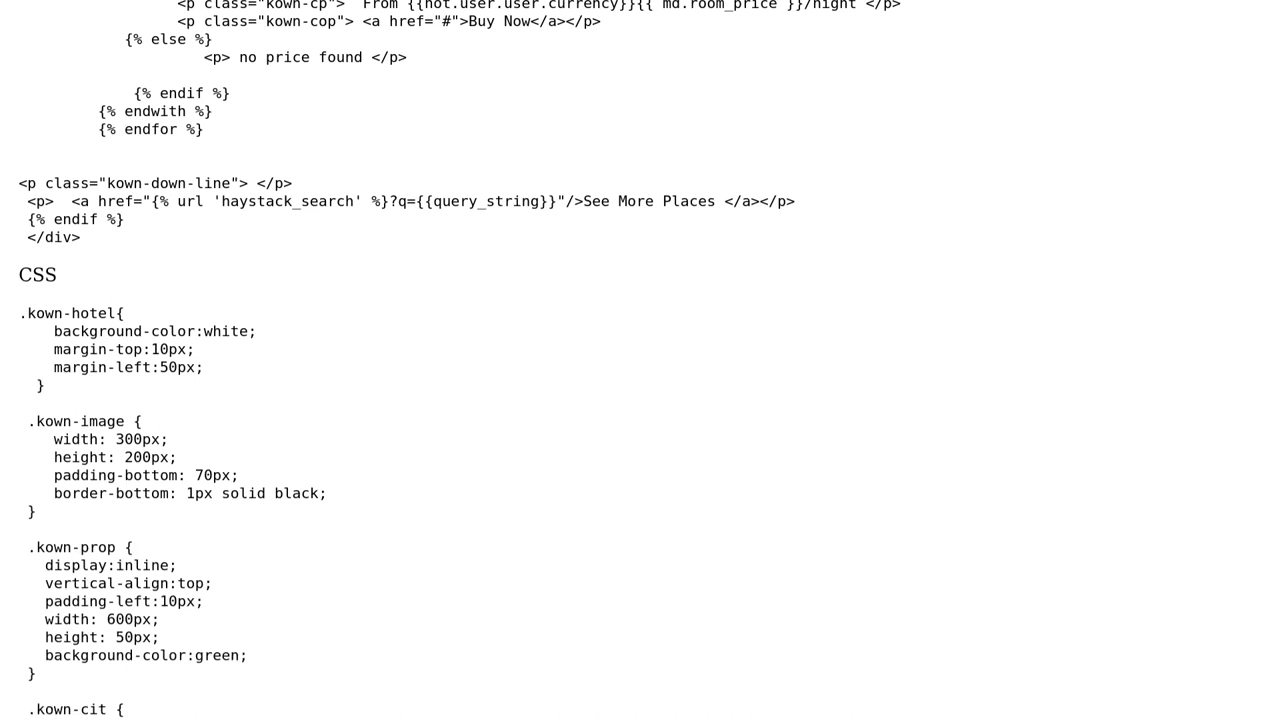 <p class="kown-cp">  From {{hot.user.user.currency}}{{ md.room_price }}/night </p>
<p class="kown-cop"> <a href="#">Buy Now</a></p>
{% else %}
<p> no price found </p>
{% endif %}
{% endwith %}
{% endfor %}
<p class="kown-down-line"> </p>
<p>  <a href="{% url 'haystack_search' %}?q={{query_string}}"/>See More Places </a></p>
{% endif %}
</div>
CSS
.kown-hotel{
background-color:white;
margin-top:10px;
margin-left:50px;
}
.kown-image {
width: 300px;
height: 200px;
padding-bottom: 70px;
border-bottom: 1px solid black;
}
.kown-prop {
display:inline;
vertical-align:top;
padding-left:10px;
width: 600px;
height: 50px;
background-color:green;
}
.kown-cit {